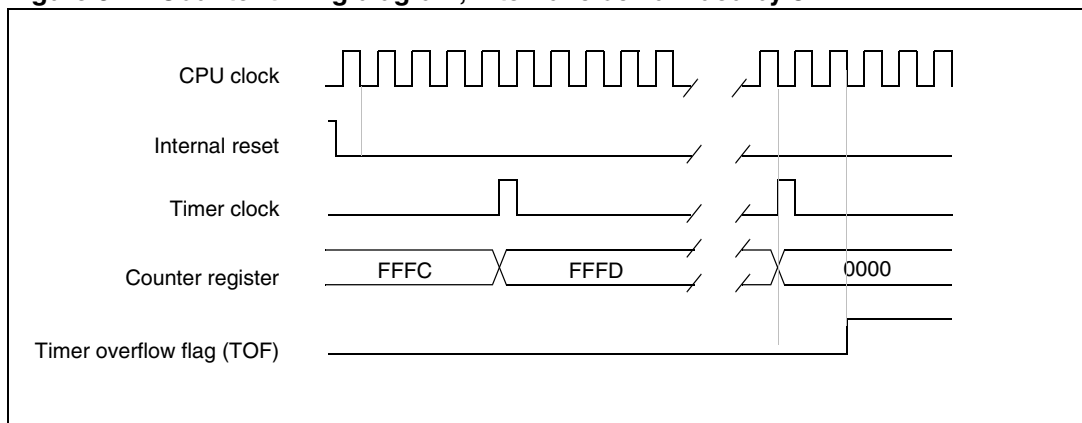 CPU clock
Internal reset
Timer clock
Counter register FFFC FFFD 0000
Timer overflow flag (TOF)